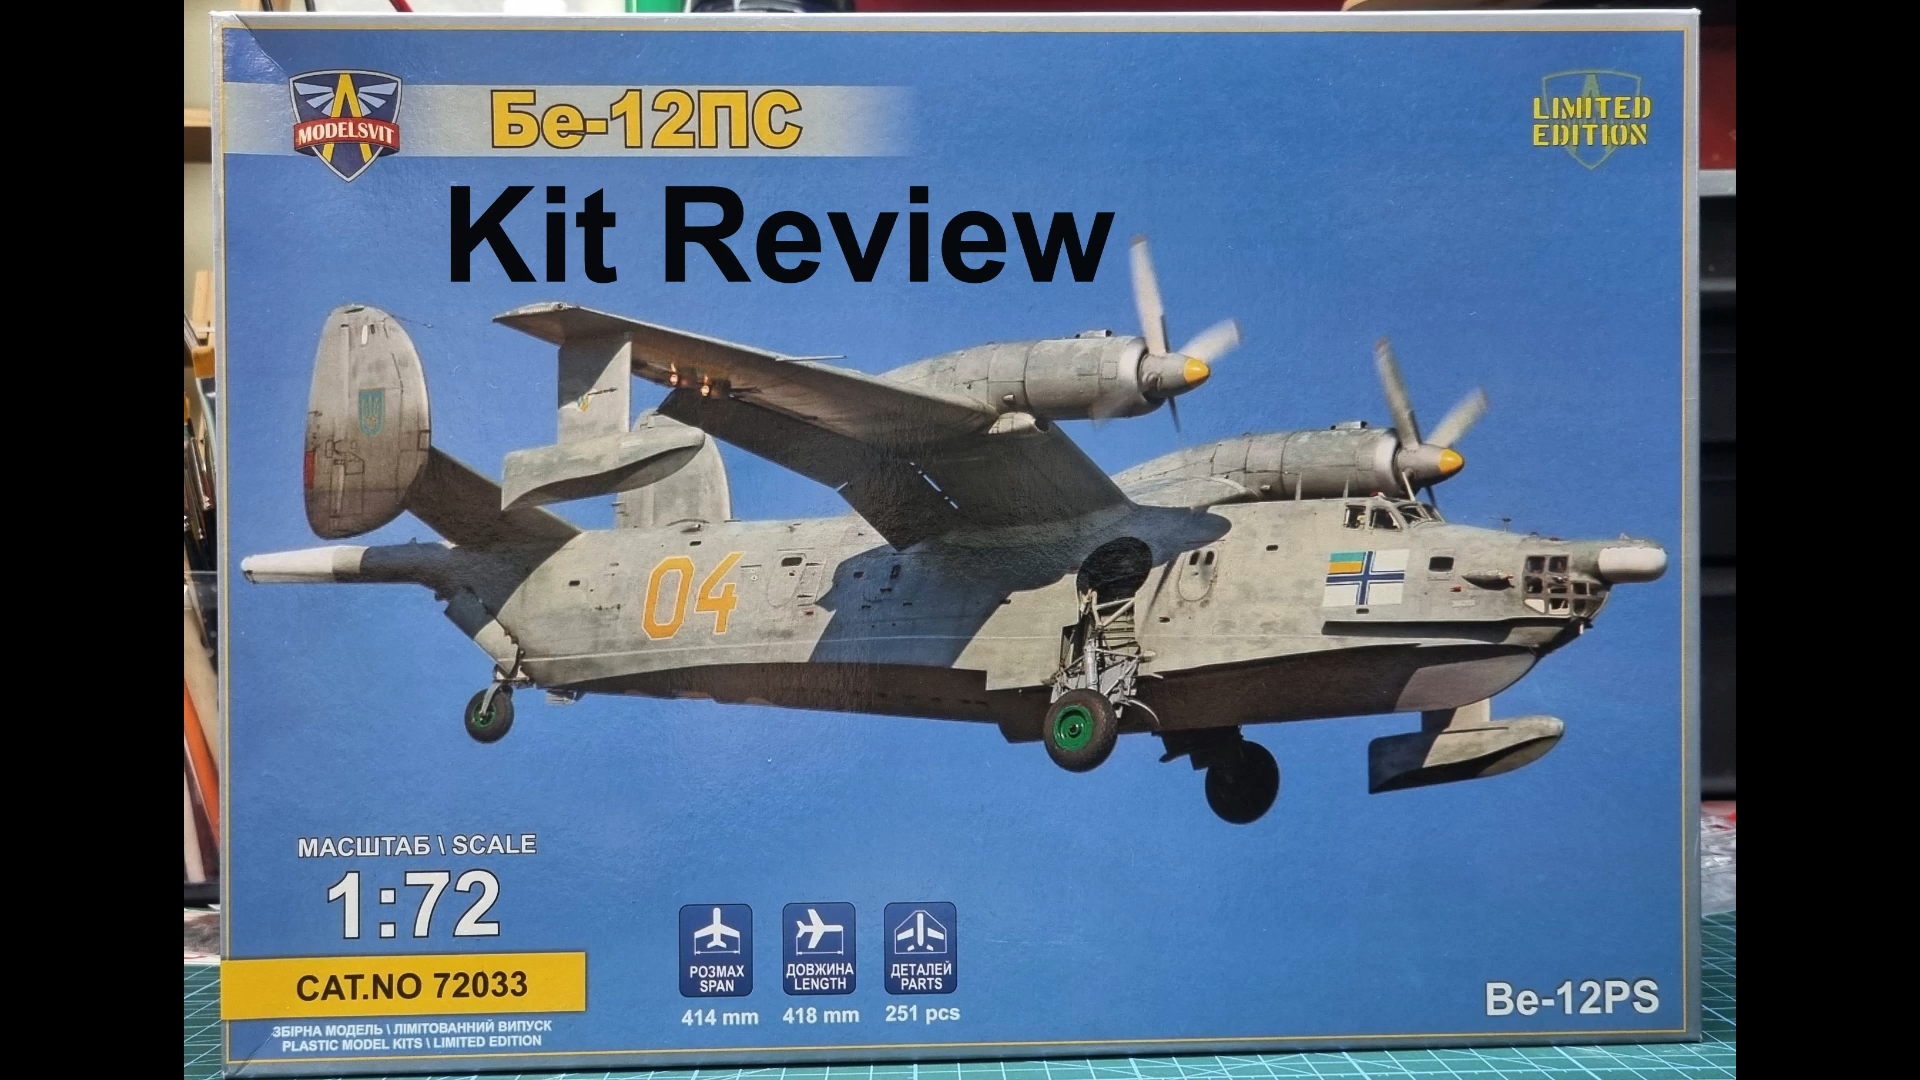 MODELSVIT
Бе-12ПС
LIMITED
EDITION
Kit Review
04
МАСШТАБ \ SCALE
1:72
CAT.NO 72033
ЗБІРНА МОДЕЛЬ \ ЛІМІТОВАННИЙ ВИПУСК
PLASTIC MODEL KITS \ LIMITED EDITION
РОЗМАХ
SPAN
414 mm
ДОВЖИНА
LENGTH
418 mm
ДЕТАЛЕЙ
PARTS
251 pcs
Be-12PS